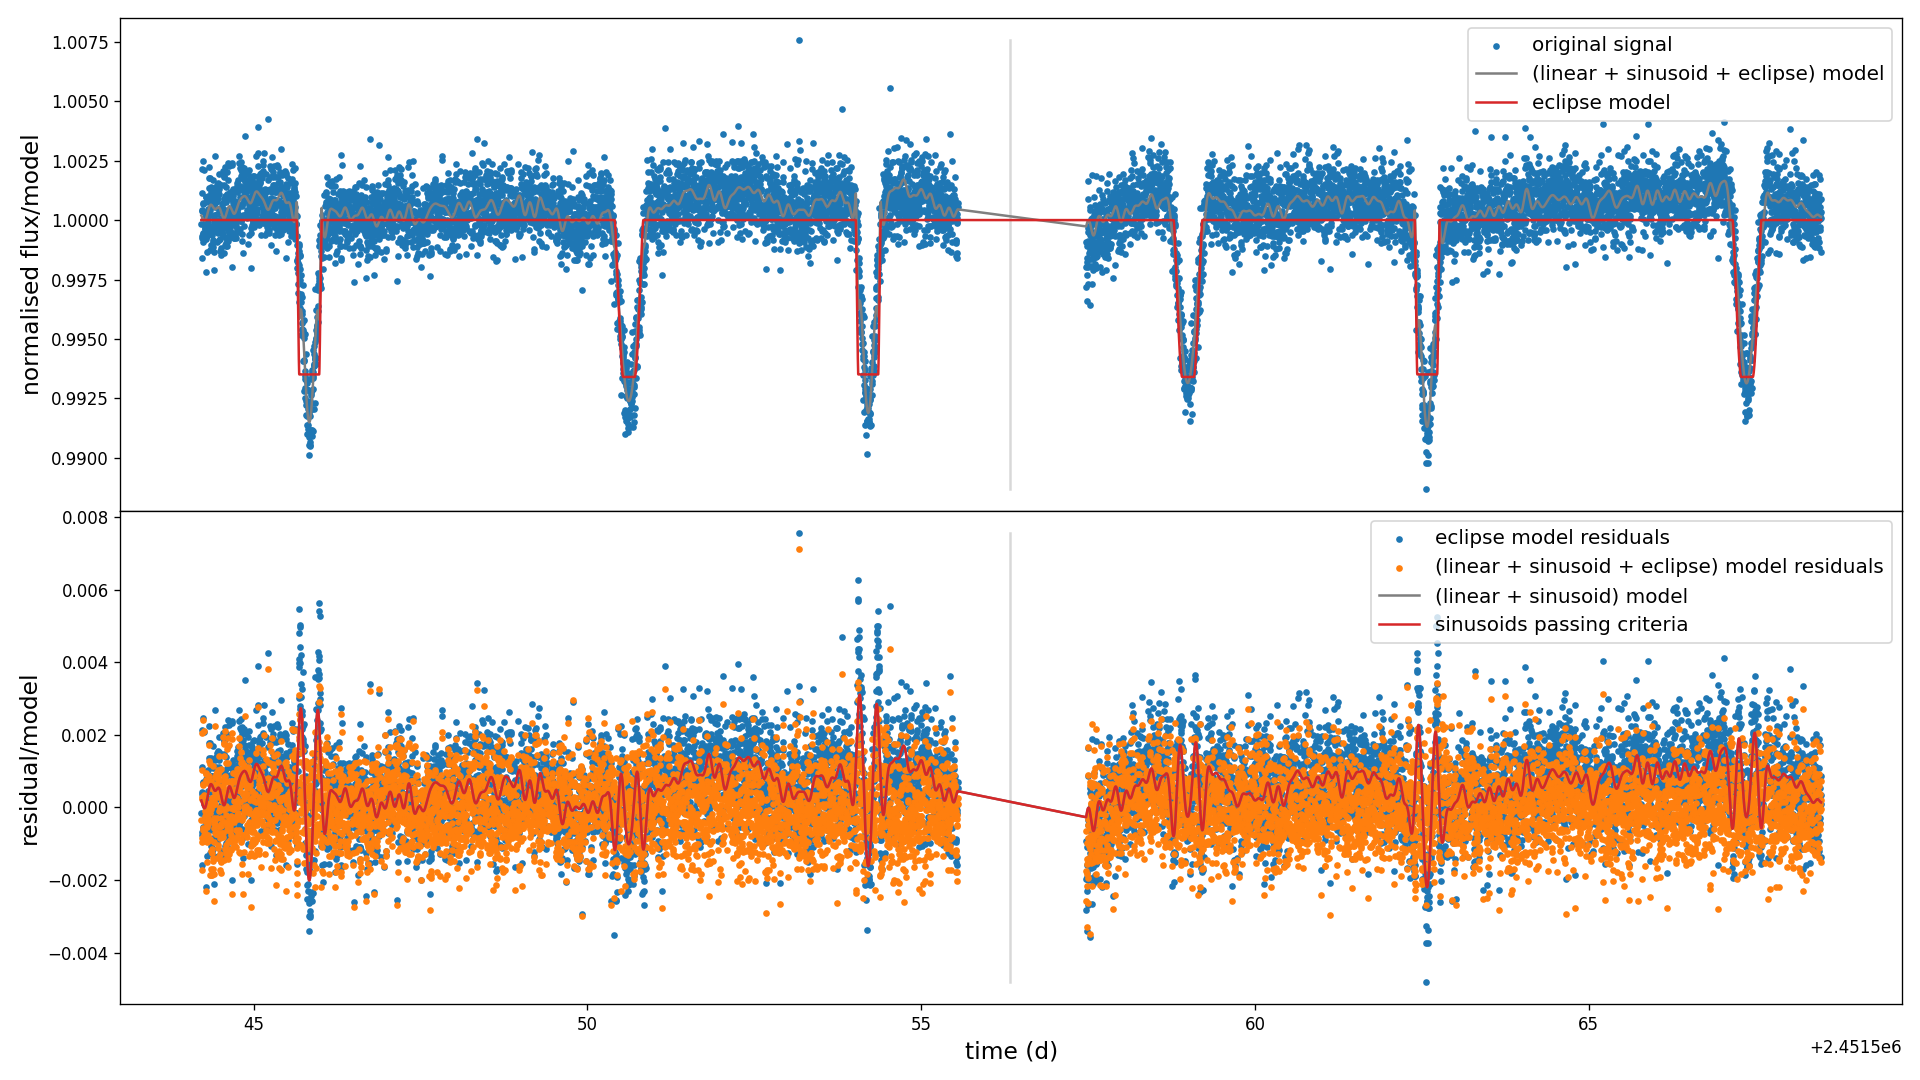 normalised flux/model
1.0075
1.0050
1.0025
1.0000
0.9975
0.9950
0.9925
0.9900
original signal
(linear + sinusoid + eclipse) model
eclipse model
residual/model
0.008
0.006
0.004
0.002
0.000
−0.002
−0.004
eclipse model residuals
(linear + sinusoid + eclipse) model residuals
(linear + sinusoid) model
sinusoids passing criteria
45 50 55 60 65
time (d)
+2.4515e6